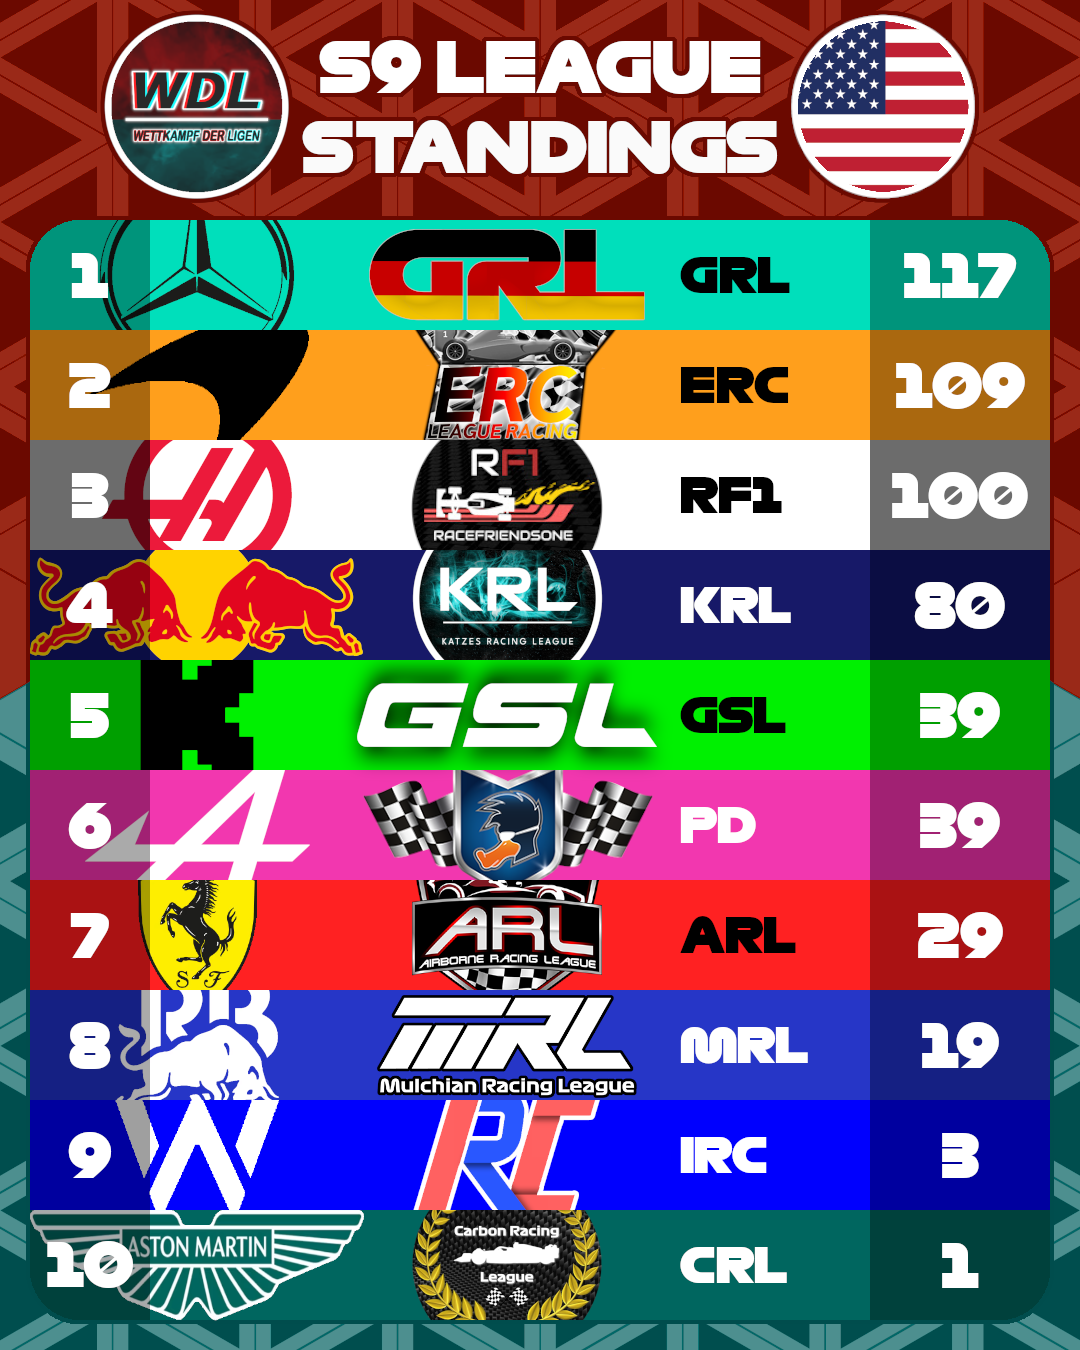 WDL
WETTKAMPF DER LIGEN
S9 LEAGUE
STANDINGS
1 GRL GRL 117
2 ERC
LEAGUE RACING ERC 109
3 RF1
RACEFRIENDSONE RF1 100
4 KRL
KATZES RACING LEAGUE KRL 80
5 K GSL GSL 39
6 A PD 39
7 S F ARL
AIRBORNE RACING LEAGUE ARL 29
8 RB MRL
Mulchian Racing League MRL 19
9 W IRC IRC 3
10 ASTON MARTIN Carbon Racing
League CRL 1